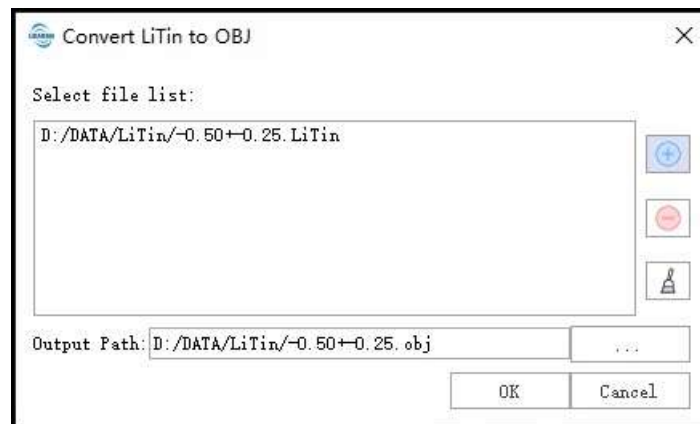 Convert LiTin to OBJ
Select file list:
D:/DATA/LiTin/-0.50+-0.25.LiTin
Output Path: D:/DATA/LiTin/-0.50+-0.25.obj ...
OK Cancel